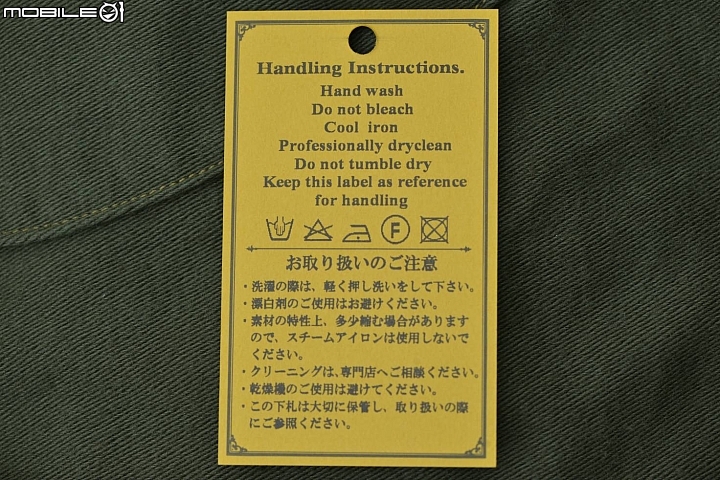 MOBILE01
Handling Instructions.
Hand wash
Do not bleach
Cool iron
Professionally dryclean
Do not tumble dry
Keep this label as reference
for handling
F
お取り扱いのご注意
・洗濯の際は、軽く押し洗いをして下さい。
・漂白剤のご使用はお避けください。
・素材の特性上、多少縮む場合があります
ので、スチームアイロンは使用しないで
ください。
・クリーニングは、専門店へご相談ください。
・乾燥機のご使用は避けてください。
・この下札は大切に保管し、取り扱いの際
にご参照ください。